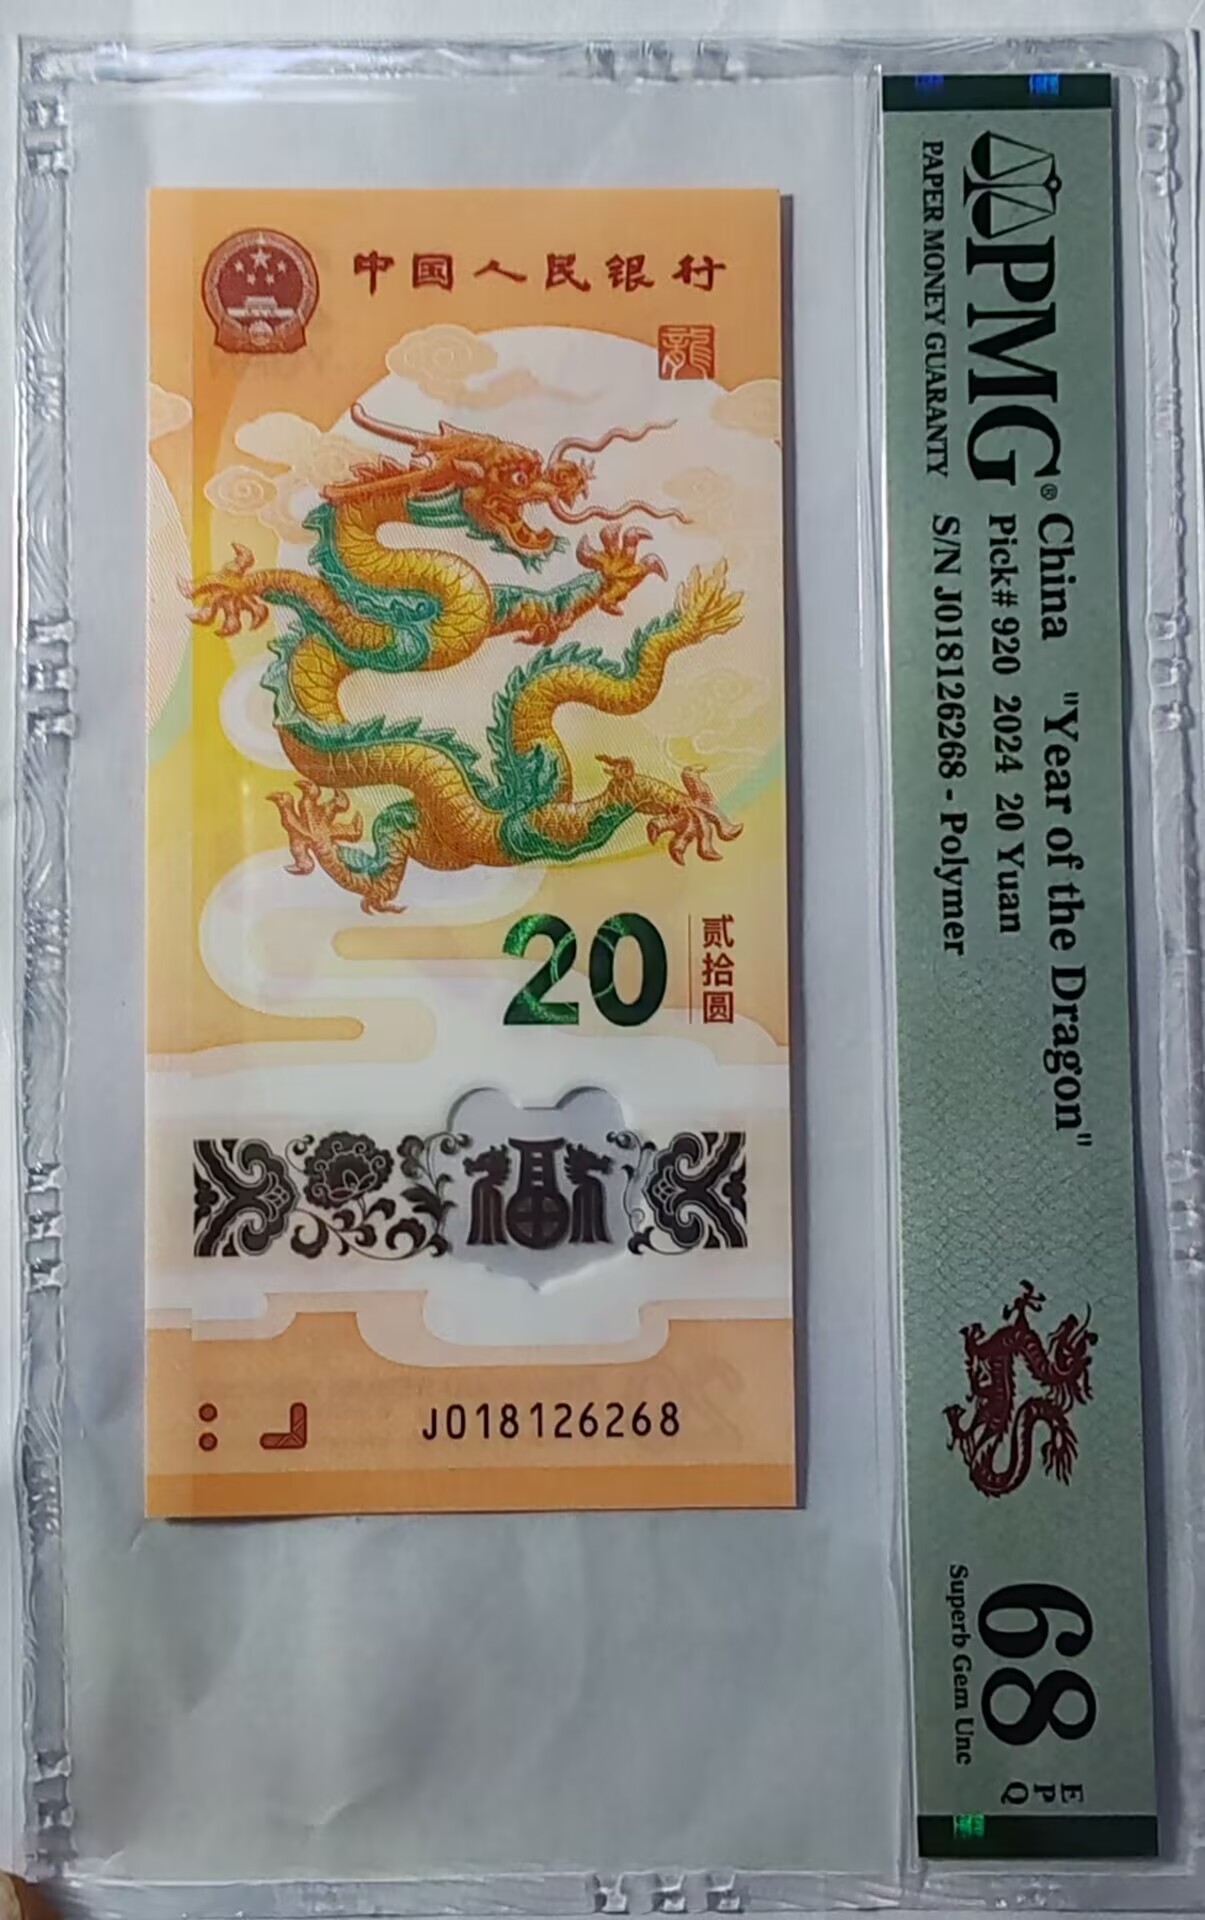 中国人民银行
龍
20
贰拾圆
J018126268
PMG®
PAPER MONEY GUARANTY
China "Year of the Dragon"
Pick# 920 2024 20 Yuan
S/N J018126268 - Polymer
68
EPQ
Superb Gem Unc